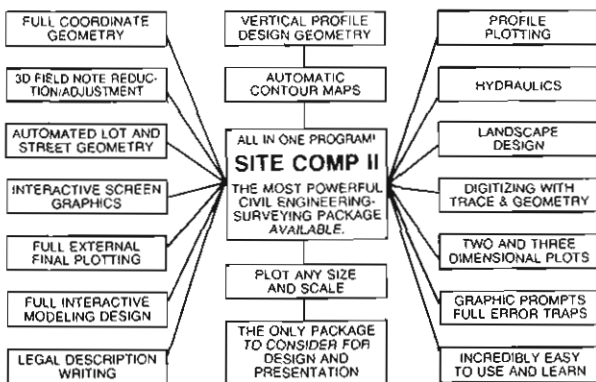 FULL COORDINATE
GEOMETRY
3D FIELD NOTE REDUC-
TION/ADJUSTMENT
AUTOMATED LOT AND
STREET GEOMETRY
INTERACTIVE SCREEN
GRAPHICS
FULL EXTERNAL
FINAL PLOTTING
FULL INTERACTIVE
MODELING DESIGN
LEGAL DESCRIPTION
WRITING
VERTICAL PROFILE
DESIGN GEOMETRY
AUTOMATIC
CONTOUR MAPS
ALL IN ONE PROGRAM!
SITE COMP II
THE MOST POWERFUL
CIVIL ENGINEERING-
SURVEYING PACKAGE
AVAILABLE.
PLOT ANY SIZE
AND SCALE
THE ONLY PACKAGE
TO CONSIDER FOR
DESIGN AND
PRESENTATION
PROFILE
PLOTTING
HYDRAULICS
LANDSCAPE
DESIGN
DIGITIZING WITH
TRACE & GEOMETRY
TWO AND THREE
DIMENSIONAL PLOTS
GRAPHIC PROMPTS
FULL ERROR TRAPS
INCREDIBLY EASY
TO USE AND LEARN